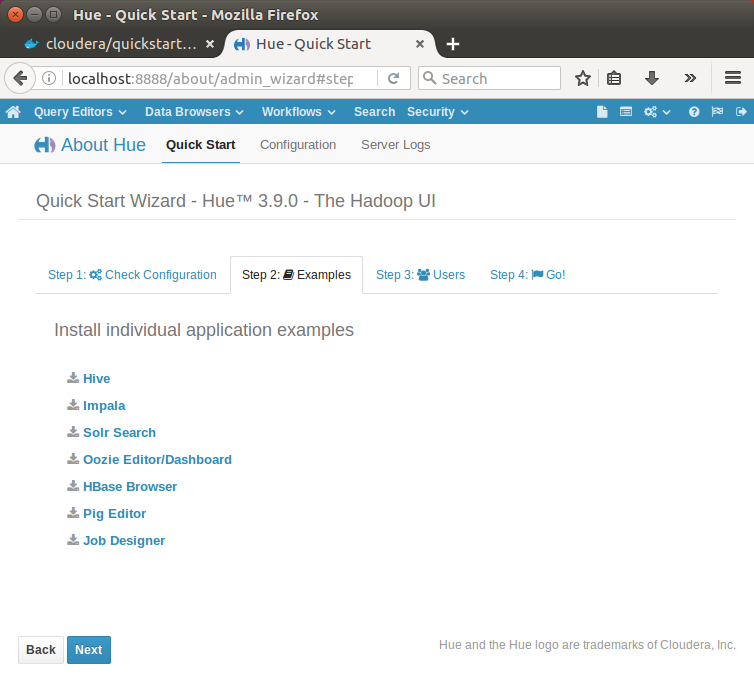 Hue - Quick Start - Mozilla Firefox
cloudera/quickstart... × Hue - Quick Start × +
localhost:8888/about/admin_wizard#step Search
Query Editors Data Browsers Workflows Search Security
About Hue Quick Start Configuration Server Logs
Quick Start Wizard - Hue™ 3.9.0 - The Hadoop UI
Step 1: Check Configuration Step 2: Examples Step 3: Users Step 4: Go!
Install individual application examples
Hive
Impala
Solr Search
Oozie Editor/Dashboard
HBase Browser
Pig Editor
Job Designer
Back Next Hue and the Hue logo are trademarks of Cloudera, Inc.